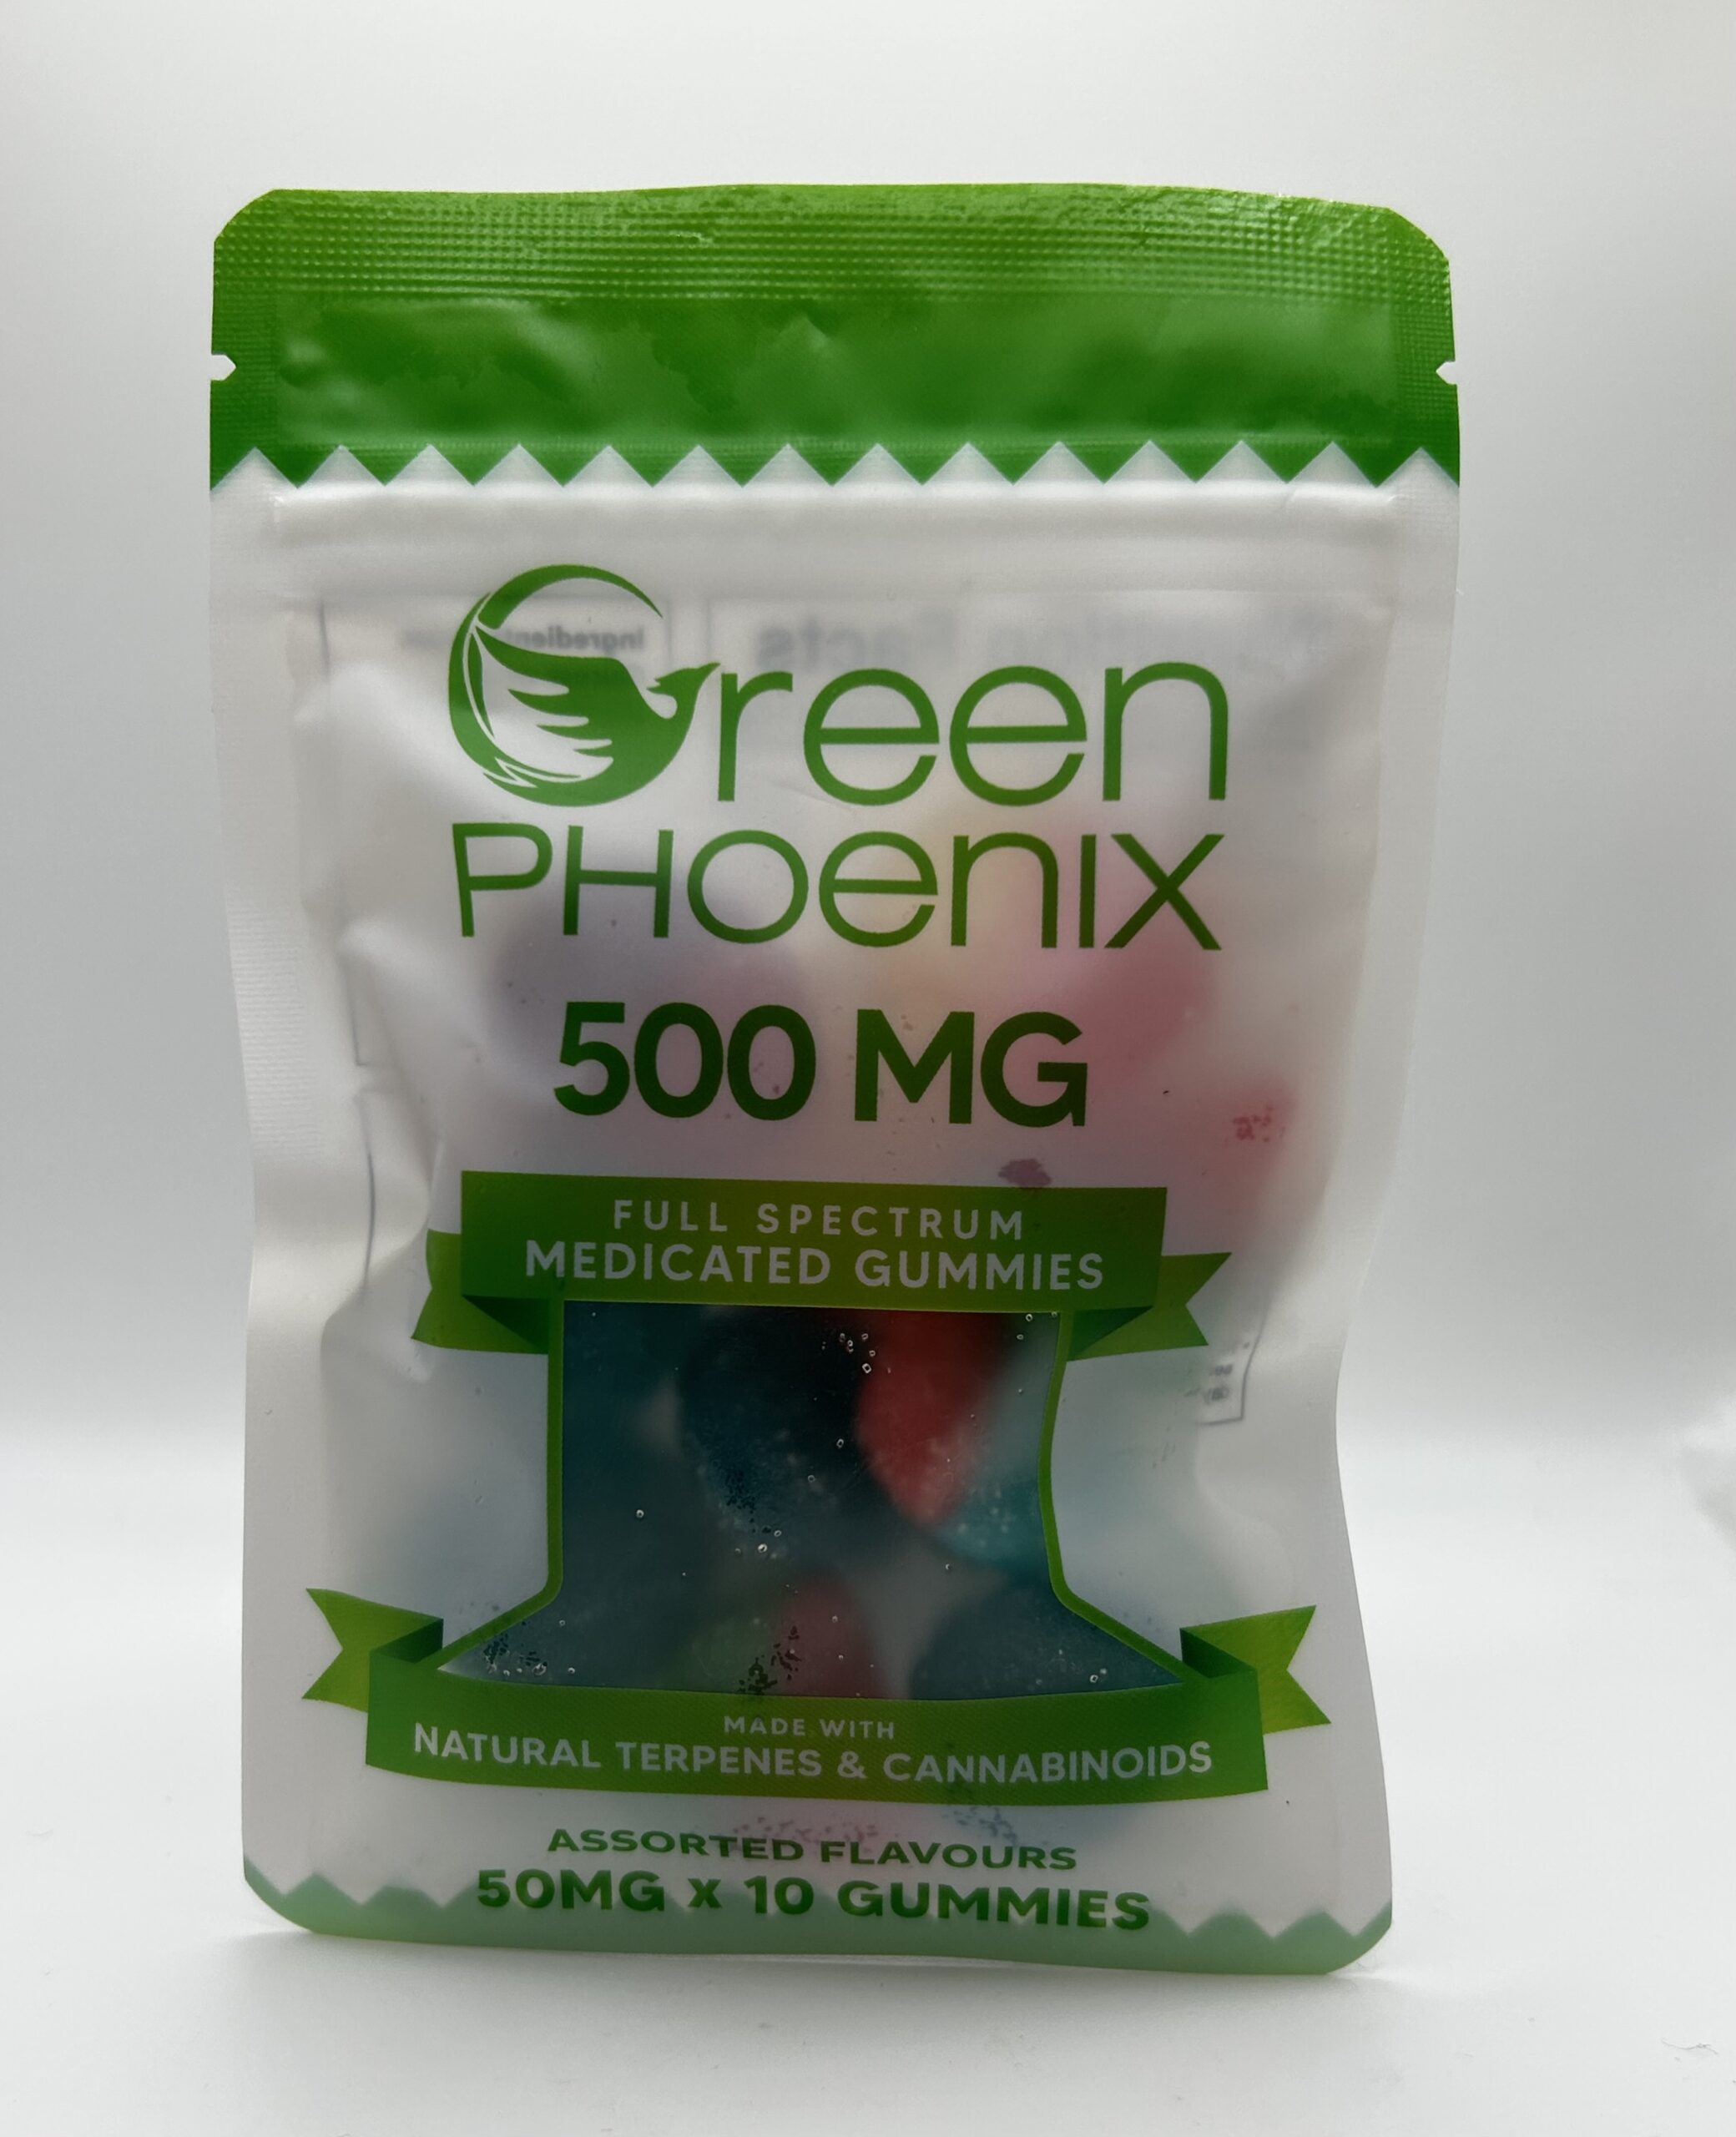 Green
PHOENIX
500 MG
FULL SPECTRUM
MEDICATED GUMMIES
MADE WITH
NATURAL TERPENES & CANNABINOIDS
ASSORTED FLAVOURS
50MG x 10 GUMMIES